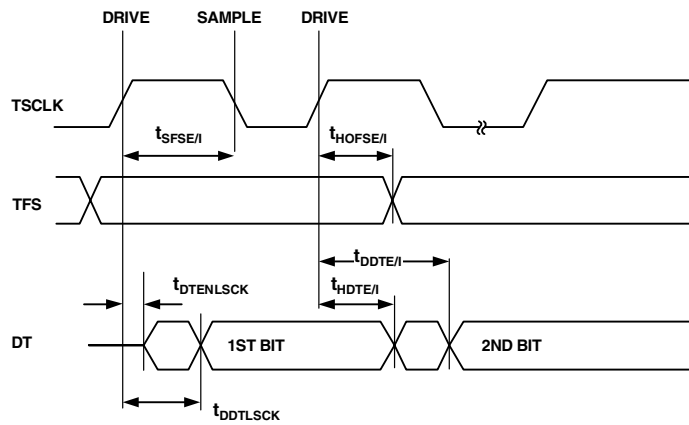 DRIVE SAMPLE DRIVE
TSCLK
tSFSE/I
tHOFSE/I
TFS
tDDTE/I
tDTENLSCK
tHDTE/I
DT
1ST BIT
2ND BIT
tDDTLSCK